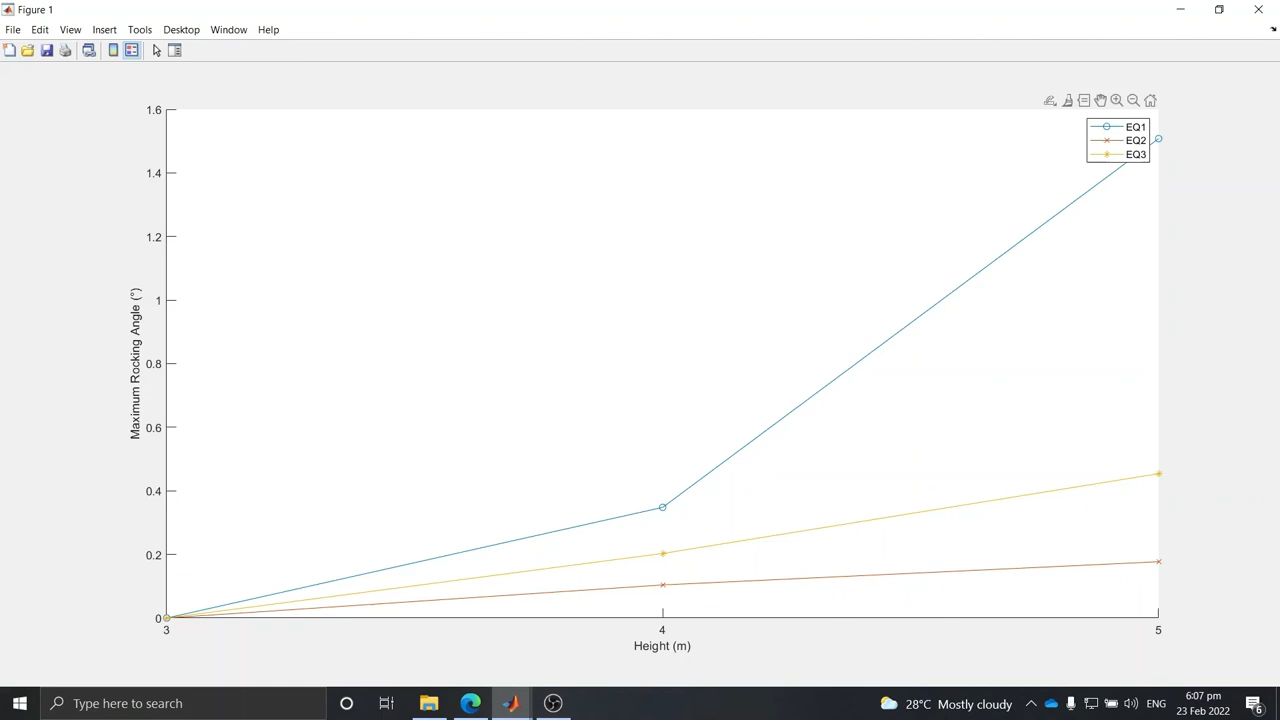 Figure 1
File Edit View Insert Tools Desktop Window Help
EQ1
EQ2
EQ3
1.6
1.4
1.2
1
0.8
0.6
0.4
0.2
0
Maximum Rocking Angle (°)
3 4 5
Height (m)
Type here to search
28°C Mostly cloudy
ENG
6:07 pm
23 Feb 2022
6